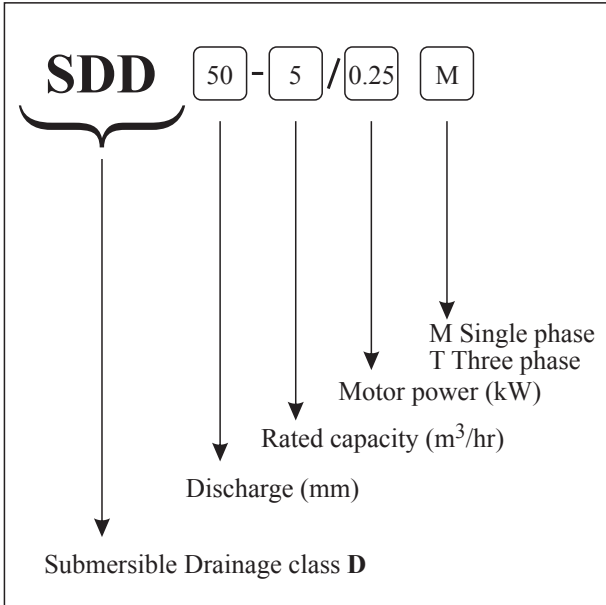 SDD 50 - 5 / 0.25 M
M Single phase
T Three phase
Motor power (kW)
Rated capacity (m³/hr)
Discharge (mm)
Submersible Drainage class D